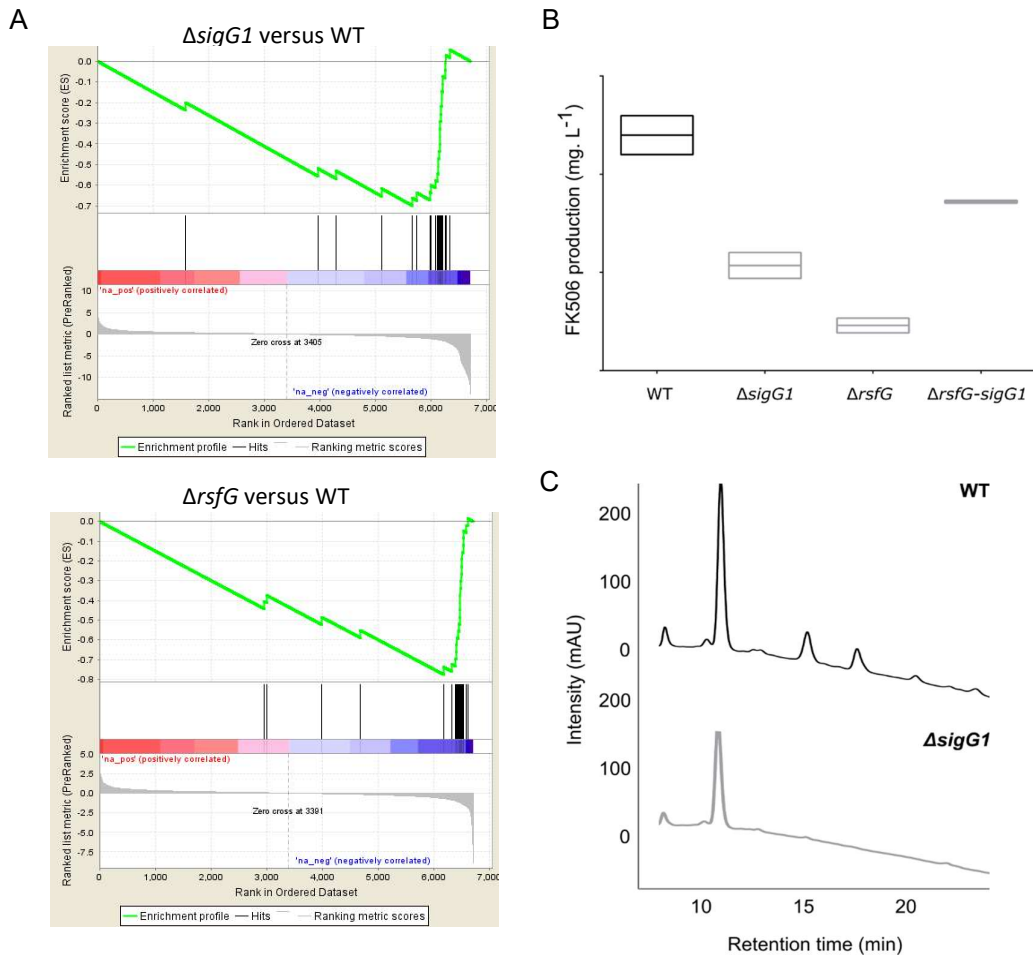 A
ΔsigG1 versus WT
Enrichment score (ES)
0.0
-0.1
-0.2
-0.3
-0.4
-0.5
-0.6
-0.7
'na_pos' (positively correlated)
Ranked list metric (PreRanked)
10
5
0
-5
-10
Zero cross at 3405
'na_neg' (negatively correlated)
0 1,000 2,000 3,000 4,000 5,000 6,000 7,000
Rank in Ordered Dataset
Enrichment profile Hits Ranking metric scores
ΔrsfG versus WT
Enrichment score (ES)
0.0
-0.1
-0.2
-0.3
-0.4
-0.5
-0.6
-0.7
-0.8
'na_pos' (positively correlated)
Ranked list metric (PreRanked)
5.0
2.5
0.0
-2.5
-5.0
-7.5
Zero cross at 3391
'na_neg' (negatively correlated)
0 1,000 2,000 3,000 4,000 5,000 6,000 7,000
Rank in Ordered Dataset
Enrichment profile Hits Ranking metric scores
B
FK506 production (mg. L⁻¹)
WT ΔsigG1 ΔrsfG ΔrsfG-sigG1
C
WT
Intensity (mAU)
200
100
0
200
100
0
ΔsigG1
10 15 20
Retention time (min)